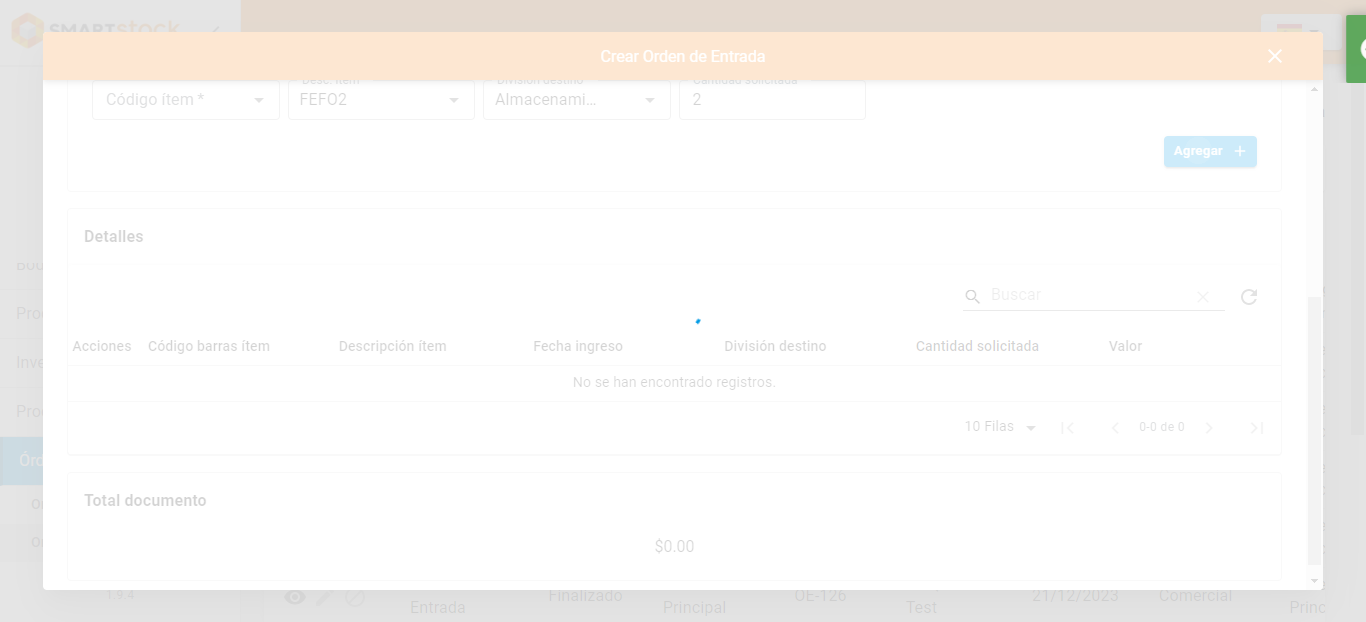 SMARTstock
Crear Orden de Entrada
Desc. ítem División destino Cantidad solicitada
Código ítem * FEFO2 Almacenami... 2
Agregar
Detalles
Buscar
Acciones Código barras ítem Descripción ítem Fecha ingreso División destino Cantidad solicitada Valor
No se han encontrado registros.
10 Filas 0-0 de 0
Total documento
$0.00
1.9.4
Finalizado OE-126 21/12/2023 Comercial
Entrada Principal Test Princ